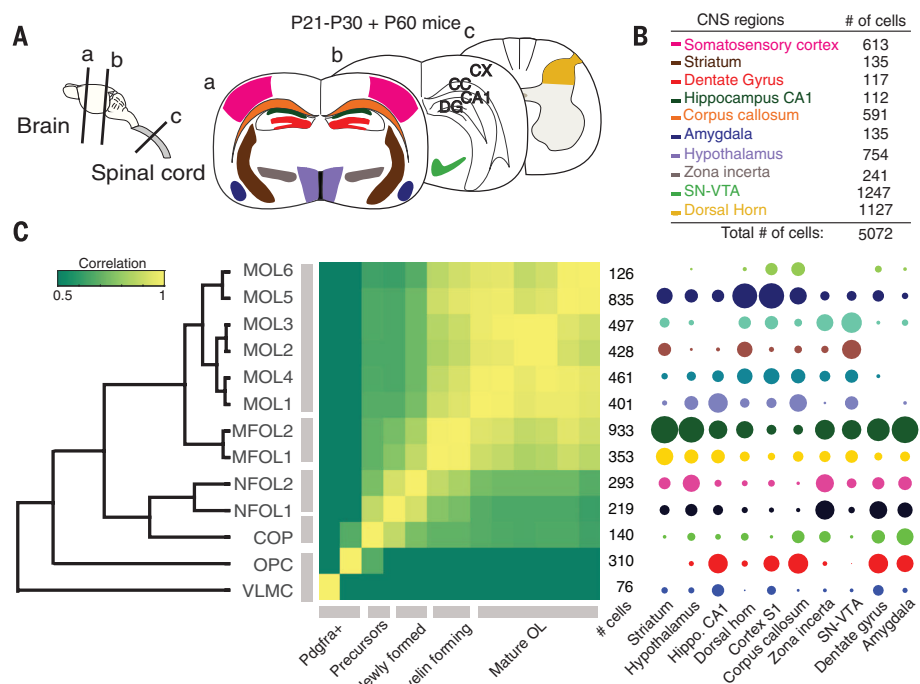 A
P21-P30 + P60 mice
a
b
c
Brain
Spinal cord
a
b
c
CX
CC
CA1
DG
B
CNS regions # of cells
Somatosensory cortex 613
Striatum 135
Dentate Gyrus 117
Hippocampus CA1 112
Corpus callosum 591
Amygdala 135
Hypothalamus 754
Zona incerta 241
SN-VTA 1247
Dorsal Horn 1127
Total # of cells: 5072
C
Correlation
0.5 1
MOL6 126
MOL5 835
MOL3 497
MOL2 428
MOL4 461
MOL1 401
MFOL2 933
MFOL1 353
NFOL2 293
NFOL1 219
COP 140
OPC 310
VLMC 76
Pdgfra+
Precursors
ewly formed
yelin forming
Mature OL
# cells
Striatum
Hypothalamus
Hippo. CA1
Dorsal horn
Cortex S1
Corpus callosum
Zona incerta
SN-VTA
Dentate gyrus
Amygdala